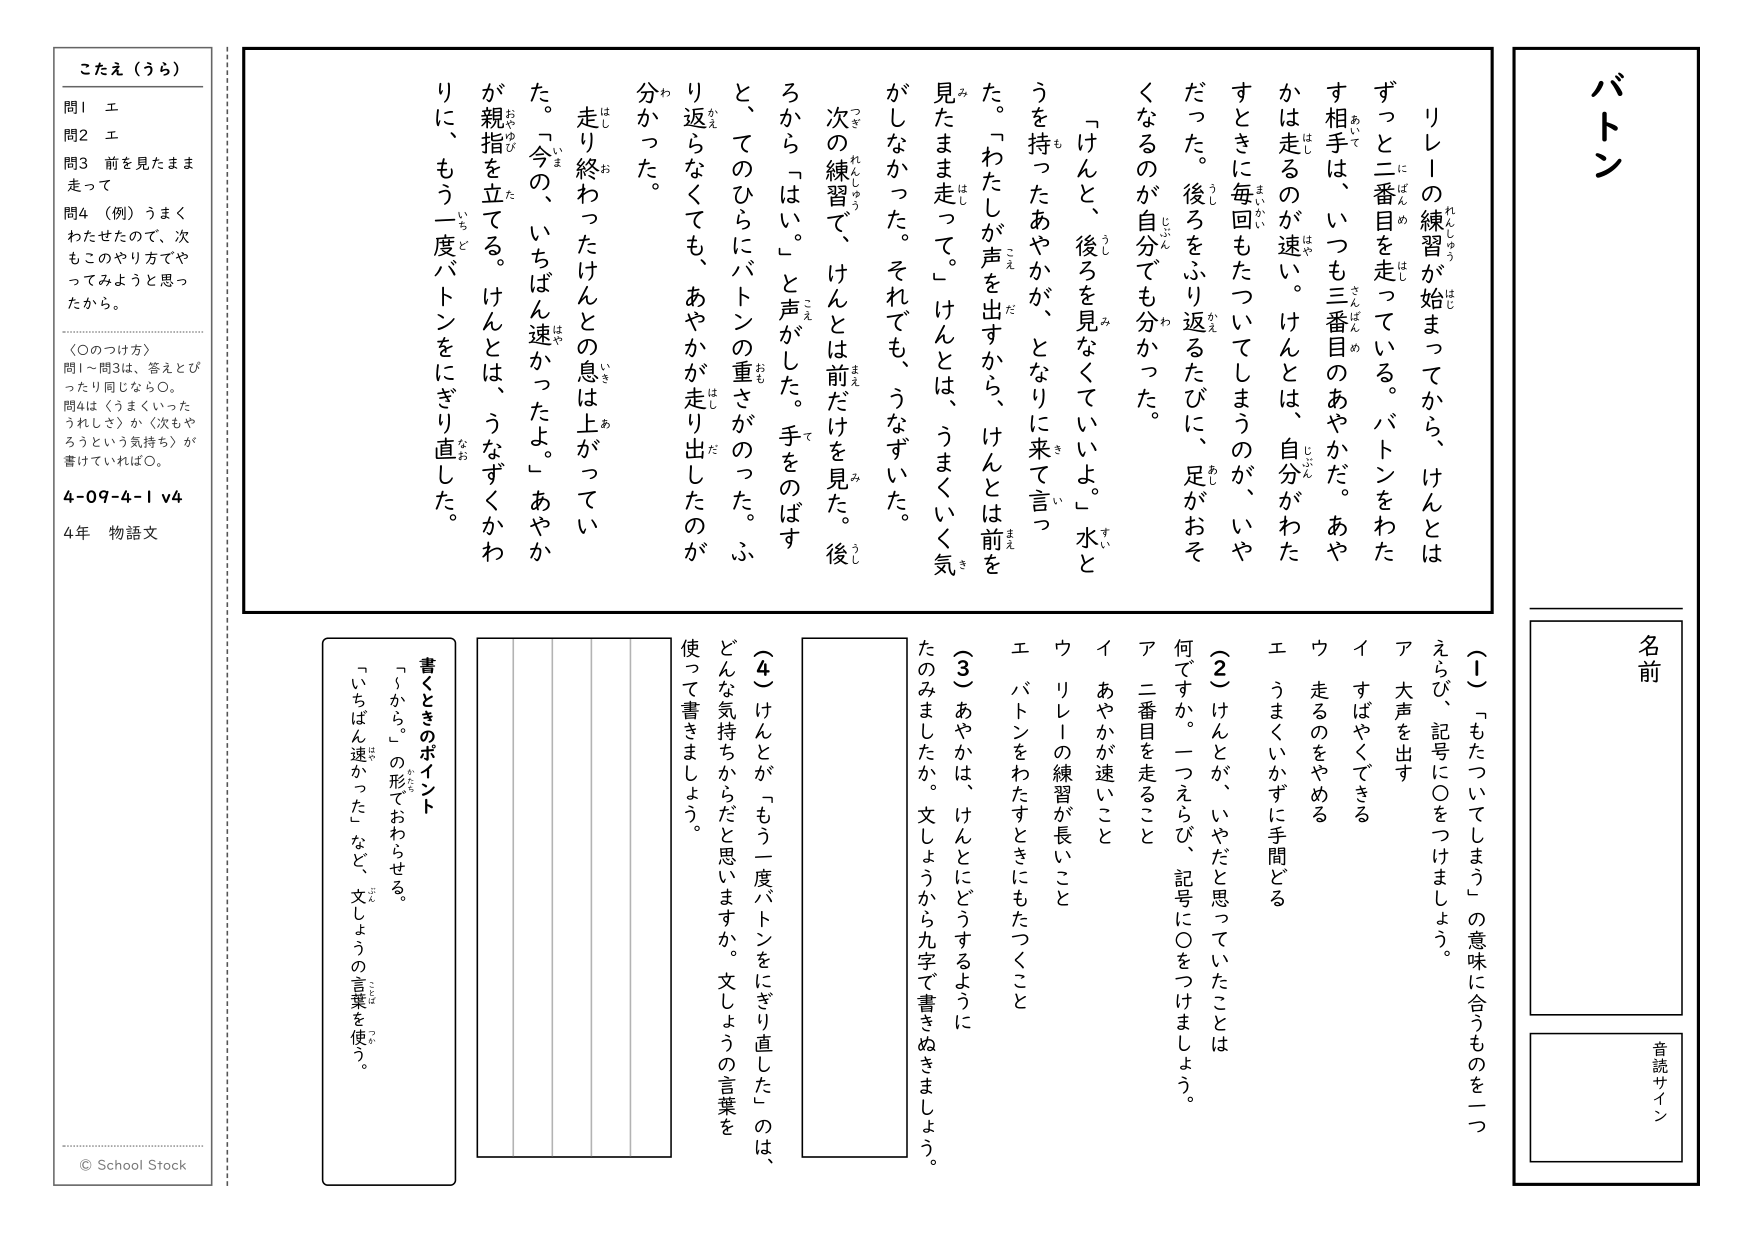 バトン
名前
音読サイン
リレーの練習が始まってから、けんとは
ずっと二番目を走っている。バトンをわた
す相手は、いつも三番目のあやかだ。あや
かは走るのが速い。けんとは、自分がわた
すときに毎回もたついてしまうのが、いや
だった。後ろをふり返るたびに、足がおそ
くなるのが自分でも分かった。
「けんと、後ろを見なくていいよ。」水と
うを持ったあやかが、となりに来て言っ
た。「わたしが声を出すから、けんとは前を
見たまま走って。」けんとは、うまくいく気
がしなかった。それでも、うなずいた。
次の練習で、けんとは前だけを見た。後
ろから「はい。」と声がした。手をのばす
と、てのひらにバトンの重さがのった。ふ
り返らなくても、あやかが走り出したのが
分かった。
走り終わったけんとの息は上がってい
た。「今の、いちばん速かったよ。」あやか
が親指を立てる。けんとは、うなずくかわ
りに、もう一度バトンをにぎり直した。
(1)「もたついてしまう」の意味に合うものを一つ
えらび、記号に○をつけましょう。
ア 大声を出す
イ すばやくできる
ウ 走るのをやめる
エ うまくいかずに手間どる
(2)けんとが、いやだと思っていたことは
何ですか。一つえらび、記号に○をつけましょう。
ア 二番目を走ること
イ あやかが速いこと
ウ リレーの練習が長いこと
エ バトンをわたすときにもたつくこと
(3)あやかは、けんとにどうするように
たのみましたか。文しょうから九字で書きぬきましょう。
(4)けんとが「もう一度バトンをにぎり直した」のは、
どんな気持ちからだと思いますか。文しょうの言葉を
使って書きましょう。
書くときのポイント
「〜から。」の形でおわらせる。
「いちばん速かった」など、文しょうの言葉を使う。
こたえ（うら）
問1 エ
問2 エ
問3 前を見たまま
走って
問4 （例）うまく
わたせたので、次
もこのやり方でや
ってみようと思っ
たから。
〈○のつけ方〉
問1〜問3は、答えとぴ
ったり同じなら○。
問4は〈うまくいった
うれしさ〉か〈次もや
ろうという気持ち〉が
書けていれば○。
4-09-4-1 v4
4年 物語文
© School Stock